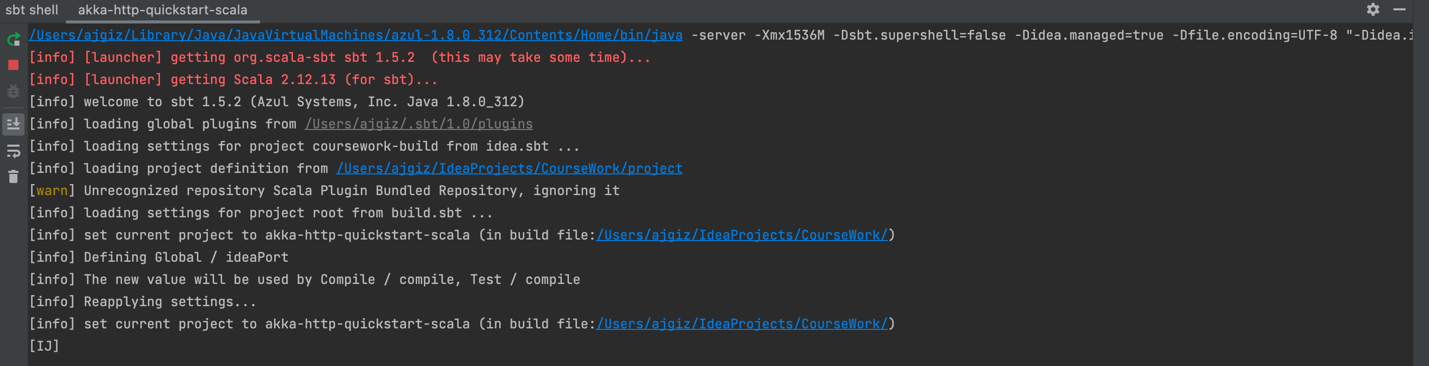 sbt shell akka-http-quickstart-scala
/Users/ajgiz/Library/Java/JavaVirtualMachines/azul-1.8.0_312/Contents/Home/bin/java -server -Xmx1536M -Dsbt.supershell=false -Didea.managed=true -Dfile.encoding=UTF-8 "-Didea.i
[info] [launcher] getting org.scala-sbt sbt 1.5.2  (this may take some time)...
[info] [launcher] getting Scala 2.12.13 (for sbt)...
[info] welcome to sbt 1.5.2 (Azul Systems, Inc. Java 1.8.0_312)
[info] loading global plugins from /Users/ajgiz/.sbt/1.0/plugins
[info] loading settings for project coursework-build from idea.sbt ...
[info] loading project definition from /Users/ajgiz/IdeaProjects/CourseWork/project
[warn] Unrecognized repository Scala Plugin Bundled Repository, ignoring it
[info] loading settings for project root from build.sbt ...
[info] set current project to akka-http-quickstart-scala (in build file:/Users/ajgiz/IdeaProjects/CourseWork/)
[info] Defining Global / ideaPort
[info] The new value will be used by Compile / compile, Test / compile
[info] Reapplying settings...
[info] set current project to akka-http-quickstart-scala (in build file:/Users/ajgiz/IdeaProjects/CourseWork/)
[IJ]